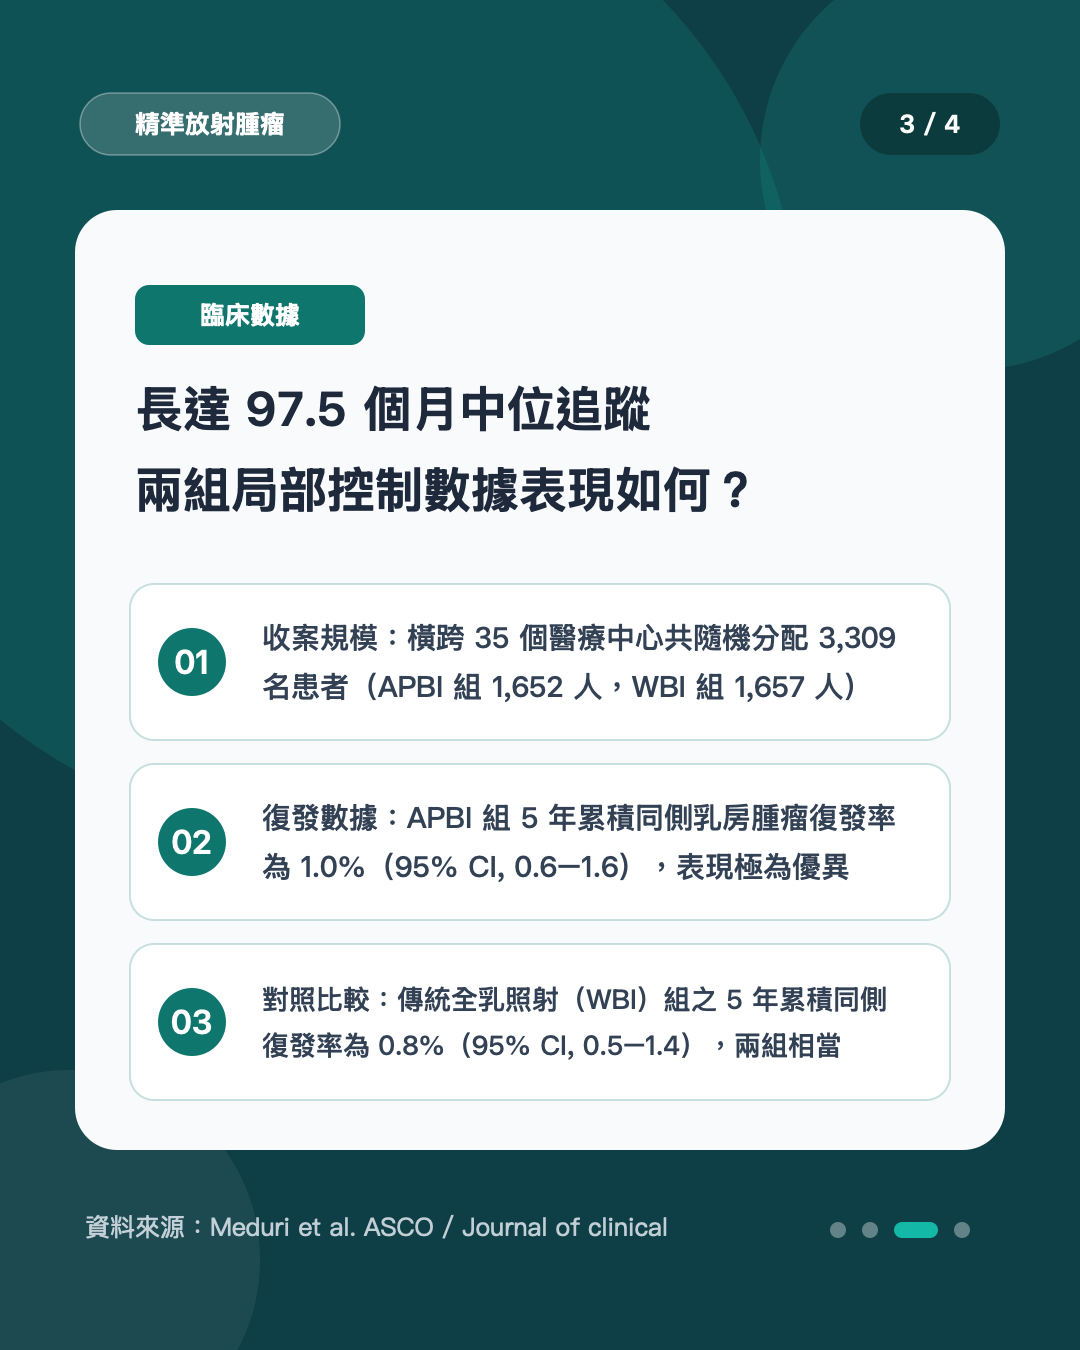 精準放射腫瘤
3 / 4
臨床數據
長達 97.5 個月中位追蹤
兩組局部控制數據表現如何？
01
收案規模：橫跨 35 個醫療中心共隨機分配 3,309
名患者（APBI 組 1,652 人，WBI 組 1,657 人）
02
復發數據：APBI 組 5 年累積同側乳房腫瘤復發率
為 1.0%（95% CI, 0.6–1.6），表現極為優異
03
對照比較：傳統全乳照射（WBI）組之 5 年累積同側
復發率為 0.8%（95% CI, 0.5–1.4），兩組相當
資料來源：Meduri et al. ASCO / Journal of clinical